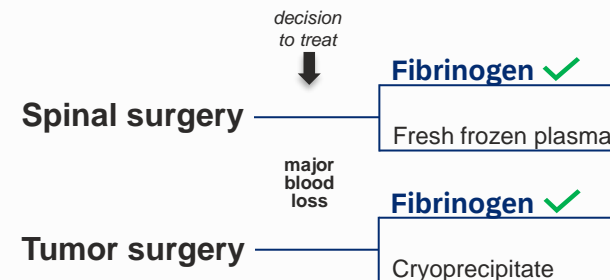 decision
to treat
Fibrinogen
Spinal surgery
Fresh frozen plasma
major
blood
loss
Fibrinogen
Tumor surgery
Cryoprecipitate